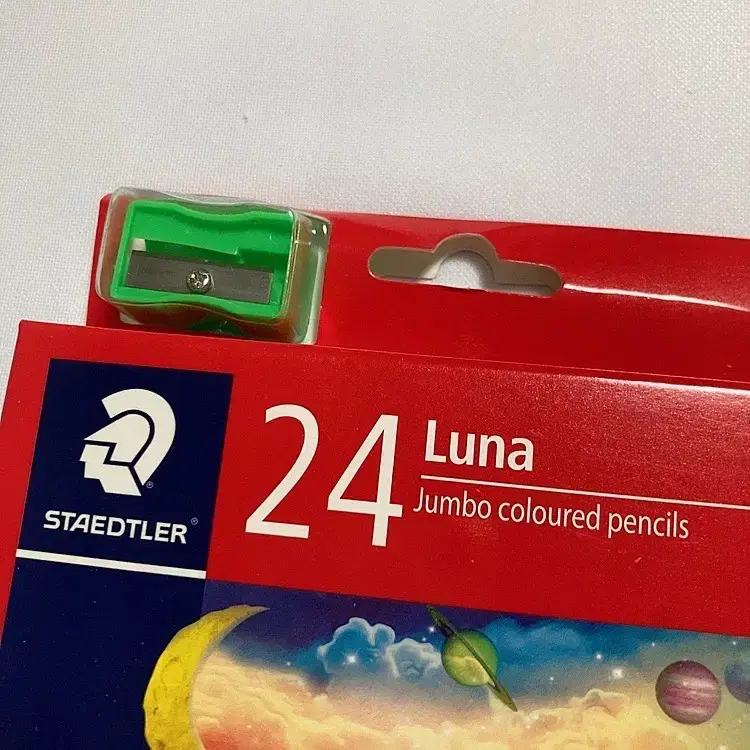 STAEDTLER®
24
Luna
Jumbo coloured pencils